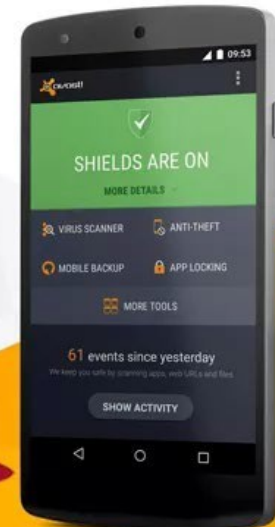 09:53
avast!
SHIELDS ARE ON
MORE DETAILS
VIRUS SCANNER
ANTI-THEFT
MOBILE BACKUP
APP LOCKING
MORE TOOLS
61 events since yesterday
We keep you safe by scanning apps, web URLs and files
SHOW ACTIVITY